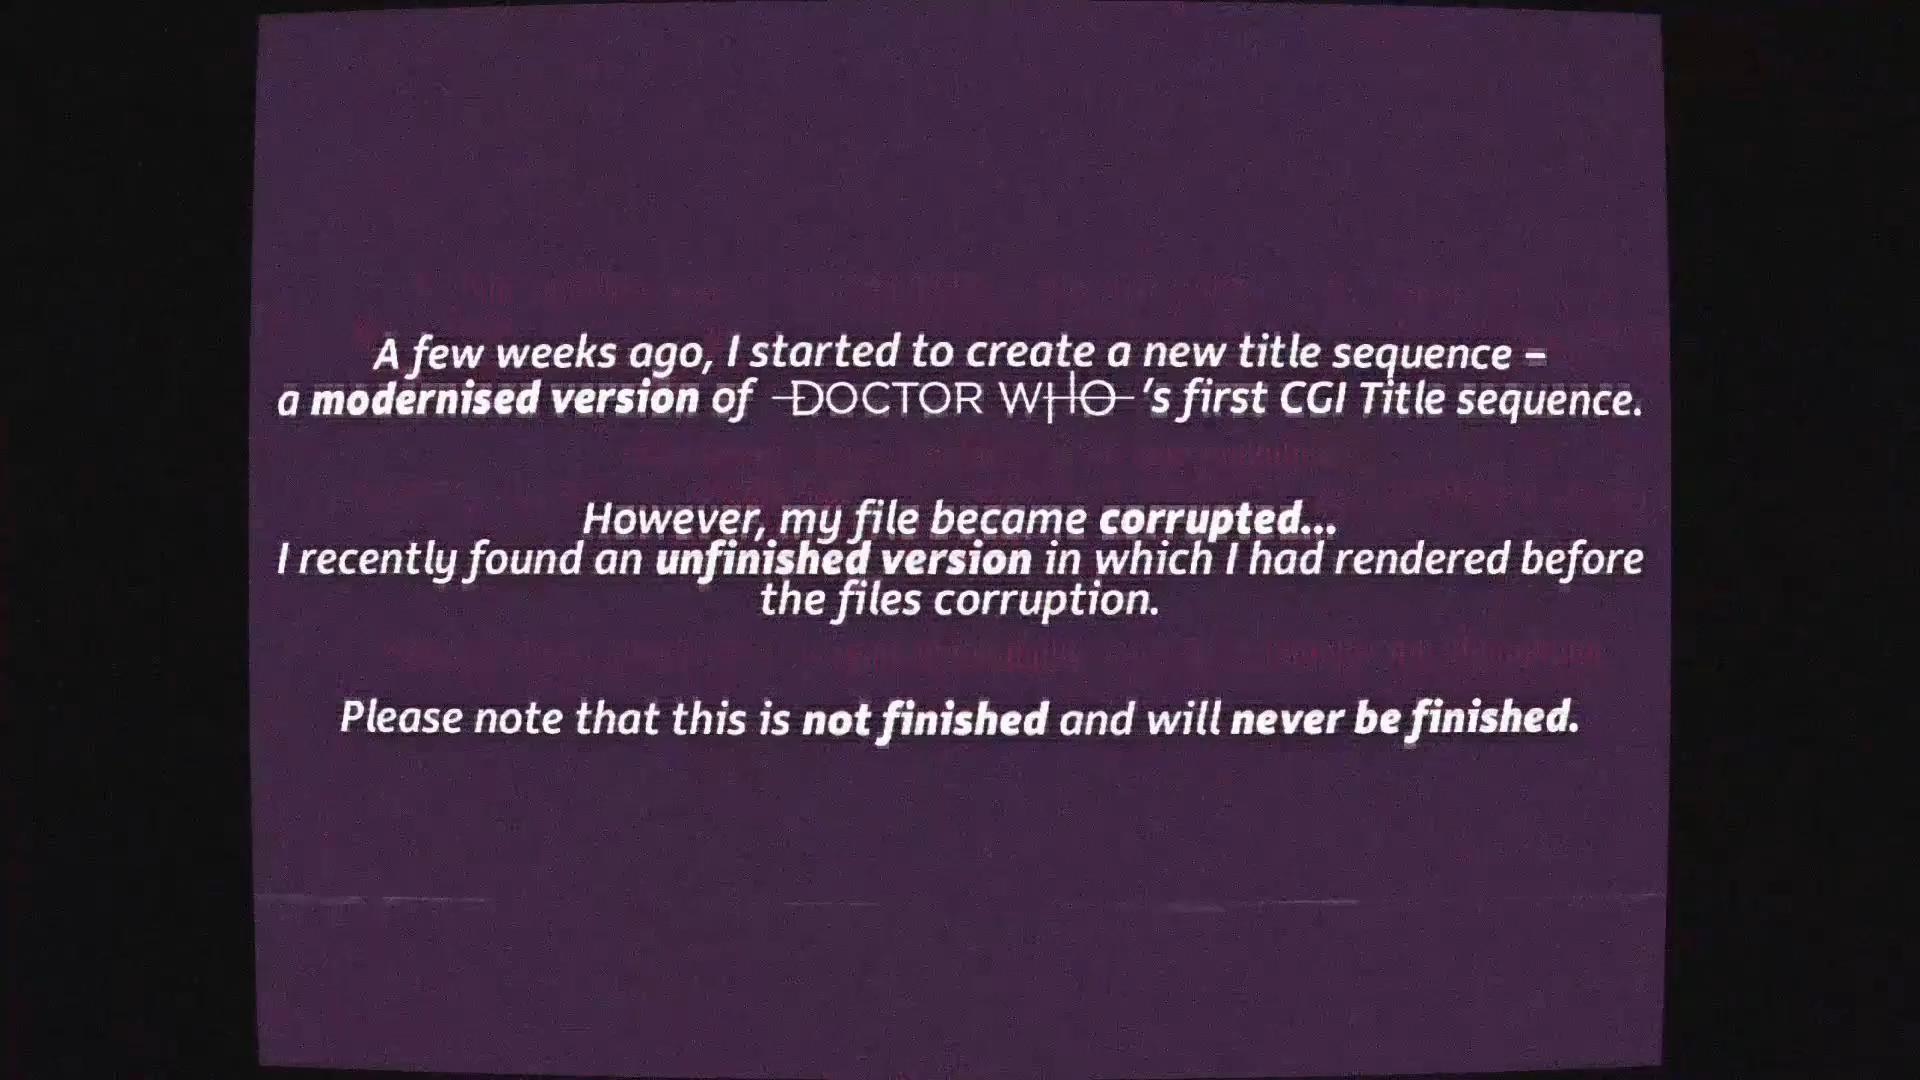 A few weeks ago, I started to create a new title sequence –
a modernised version of DOCTOR WHO 's first CGI Title sequence.
However, my file became corrupted...
I recently found an unfinished version in which I had rendered before
the files corruption.
Please note that this is not finished and will never be finished.